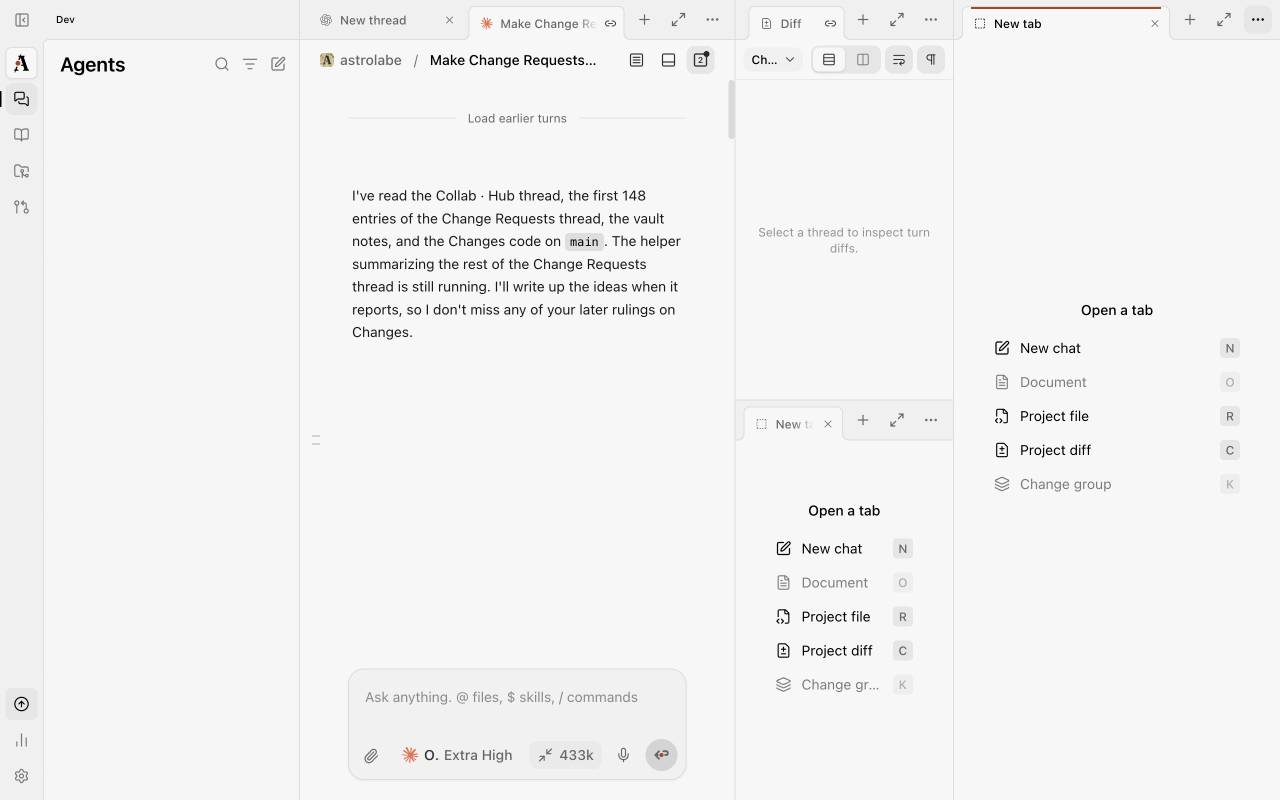 Dev
New thread
Make Change Re
Diff
New tab
Agents
astrolabe / Make Change Requests...
2
Ch...
Load earlier turns
I've read the Collab · Hub thread, the first 148
entries of the Change Requests thread, the vault
notes, and the Changes code on main. The helper
summarizing the rest of the Change Requests
thread is still running. I'll write up the ideas when it
reports, so I don't miss any of your later rulings on
Changes.
Select a thread to inspect turn
diffs.
New ta
Open a tab
New chat N
Document O
Project file R
Project diff C
Change gr... K
Open a tab
New chat N
Document O
Project file R
Project diff C
Change group K
Ask anything. @ files, $ skills, / commands
O. Extra High 433k